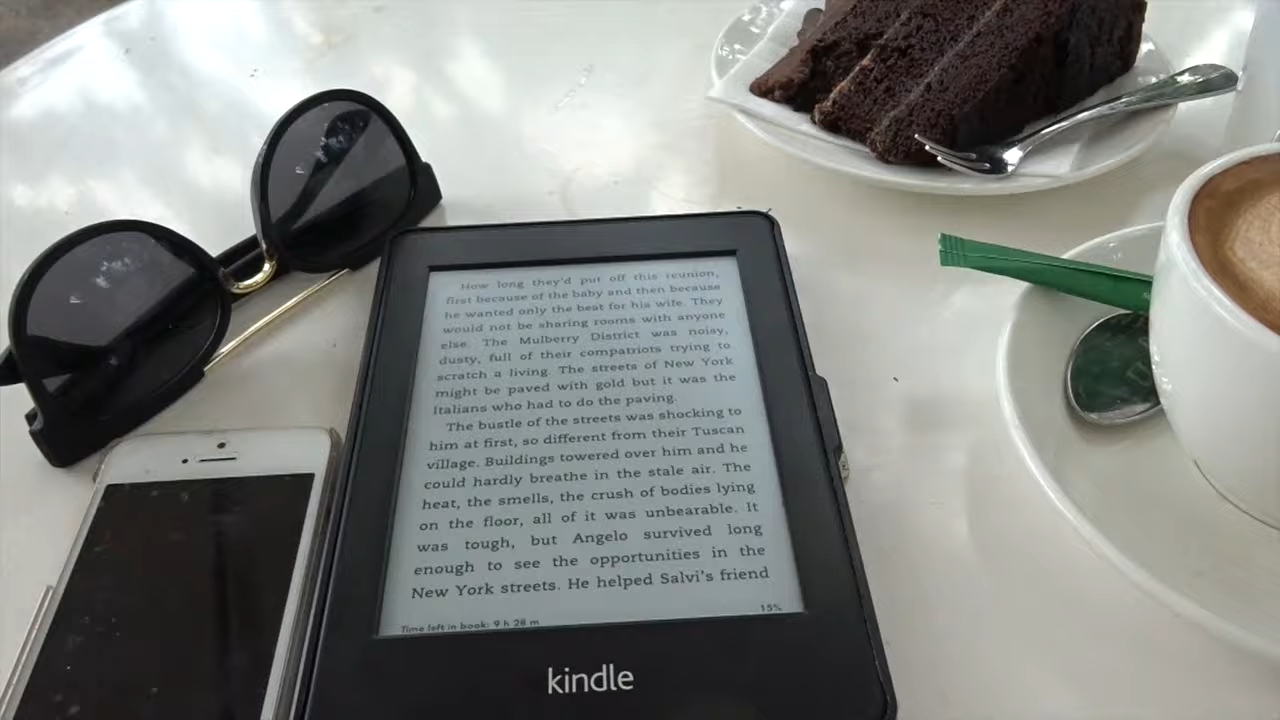 How long they'd put off this reunion,
first because of the baby and then because
he wanted only the best for his wife. They
would not be sharing rooms with anyone
else. The Mulberry District was noisy,
dusty, full of their compatriots trying to
scratch a living. The streets of New York
might be paved with gold but it was the
Italians who had to do the paving.
The bustle of the streets was shocking to
him at first, so different from their Tuscan
village. Buildings towered over him and he
could hardly breathe in the stale air. The
heat, the smells, the crush of bodies lying
on the floor, all of it was unbearable. It
was tough, but Angelo survived long
enough to see the opportunities in the
New York streets. He helped Salvi's friend
Time left in book: 9 h 28 m 15%
kindle